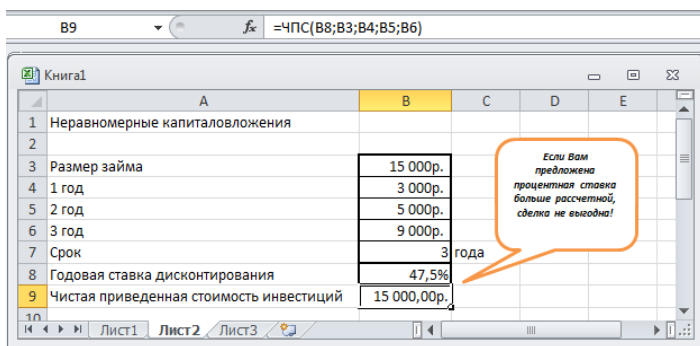 B9 fx =ЧПС(B8;B3;B4;B5;B6)
Книга1
A B C D E
1 Неравномерные капиталовложения
2
3 Размер займа 15 000р.
4 1 год 3 000р.
5 2 год 5 000р.
6 3 год 9 000р.
7 Срок 3 года
8 Годовая ставка дисконтирования 47,5%
9 Чистая приведенная стоимость инвестиций 15 000,00р.
10
Если Вам
предложена
процентная ставка
больше рассчетной,
сделка не выгодна!
Лист1 Лист2 Лист3